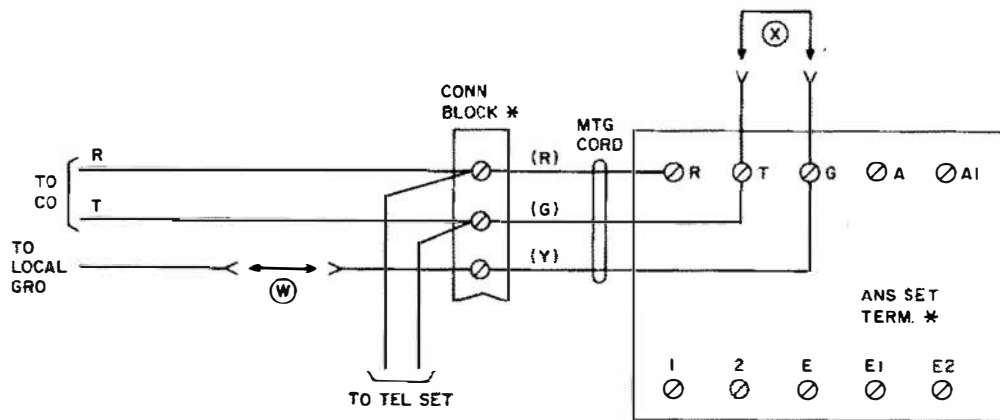 X
CONN
BLOCK *
MTG
CORD
R
(R)
R
T
G
A
A1
TO
CO
T
(G)
TO
LOCAL
GRD
(Y)
W
ANS SET
TERM. *
1
2
E
E1
E2
TO TEL SET